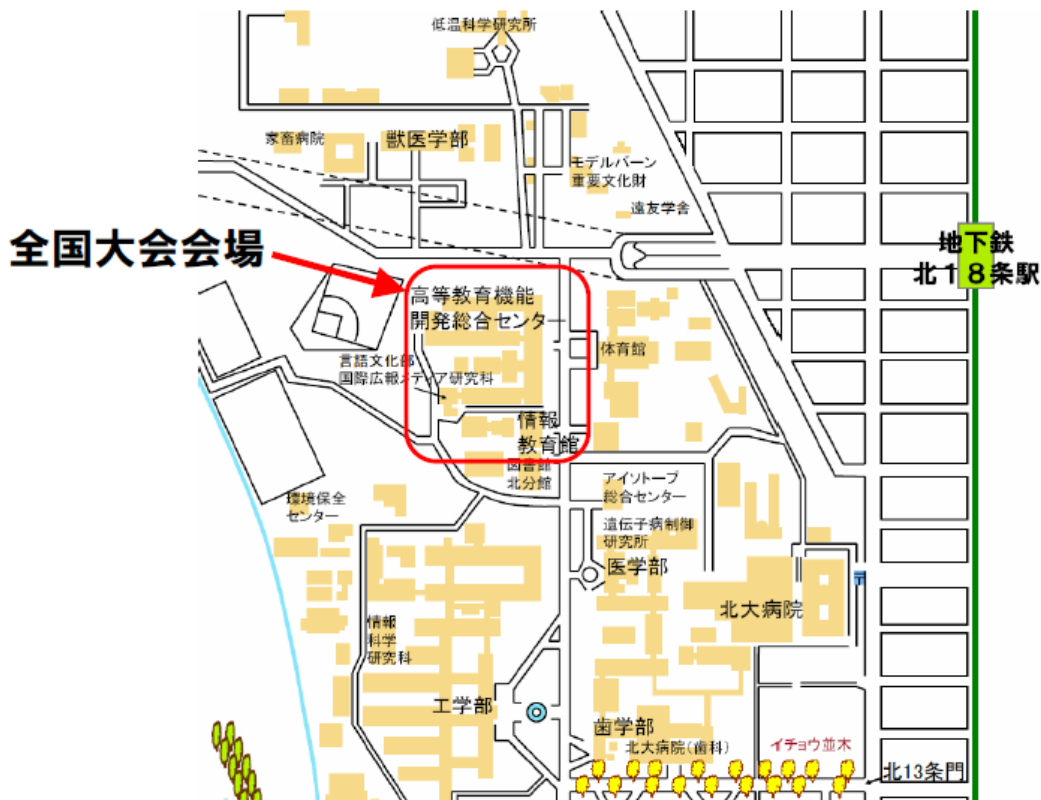 低温科学研究所
家畜病院
獣医学部
モデルバーン
重要文化財
遠友学舎
全国大会会場
地下鉄
北18条駅
高等教育機能
開発総合センター
体育館
言語文化部
国際広報メディア研究科
情報
教育館
図書館
北分館
アイソトープ
総合センター
環境保全
センター
遺伝子病制御
研究所
医学部
〒
北大病院
情報
科学
研究科
工学部
歯学部
北大病院(歯科)
イチョウ並木
北13条門